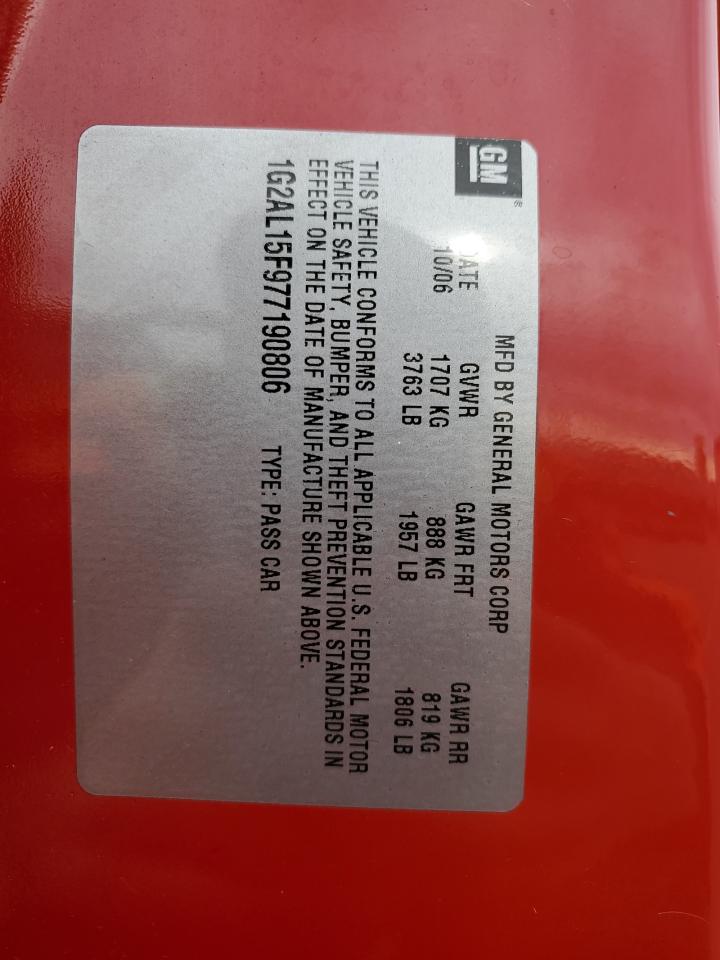 GM ®
MFD BY GENERAL MOTORS CORP
GVWR GAWR FRT GAWR RR
10/06 1707 KG 888 KG 819 KG
3763 LB 1957 LB 1806 LB
THIS VEHICLE CONFORMS TO ALL APPLICABLE U.S. FEDERAL MOTOR
VEHICLE SAFETY, BUMPER, AND THEFT PREVENTION STANDARDS IN
EFFECT ON THE DATE OF MANUFACTURE SHOWN ABOVE.
1G2AL15F977190806 TYPE: PASS CAR